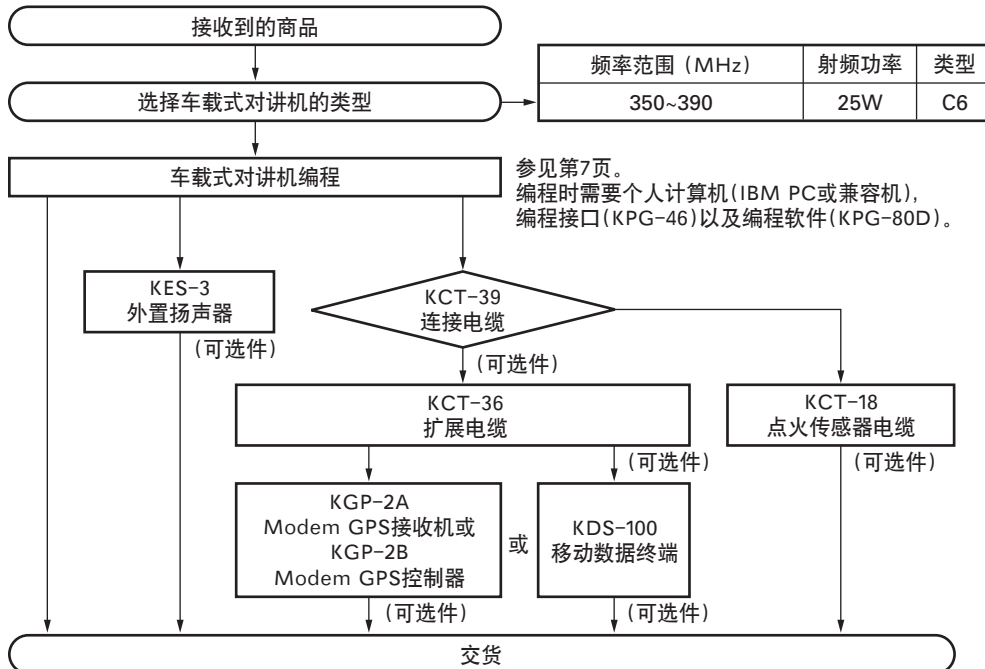 接收到的商品
选择车载式对讲机的类型
频率范围 (MHz) 射频功率 类型
350~390 25W C6
车载式对讲机编程
参见第7页。
编程时需要个人计算机(IBM PC或兼容机),
编程接口(KPG-46)以及编程软件(KPG-80D)。
KES-3
外置扬声器
(可选件)
KCT-39
连接电缆
(可选件)
KCT-36
扩展电缆
(可选件)
KCT-18
点火传感器电缆
(可选件)
KGP-2A
Modem GPS接收机或
KGP-2B
Modem GPS控制器
(可选件)
或
KDS-100
移动数据终端
(可选件)
交货